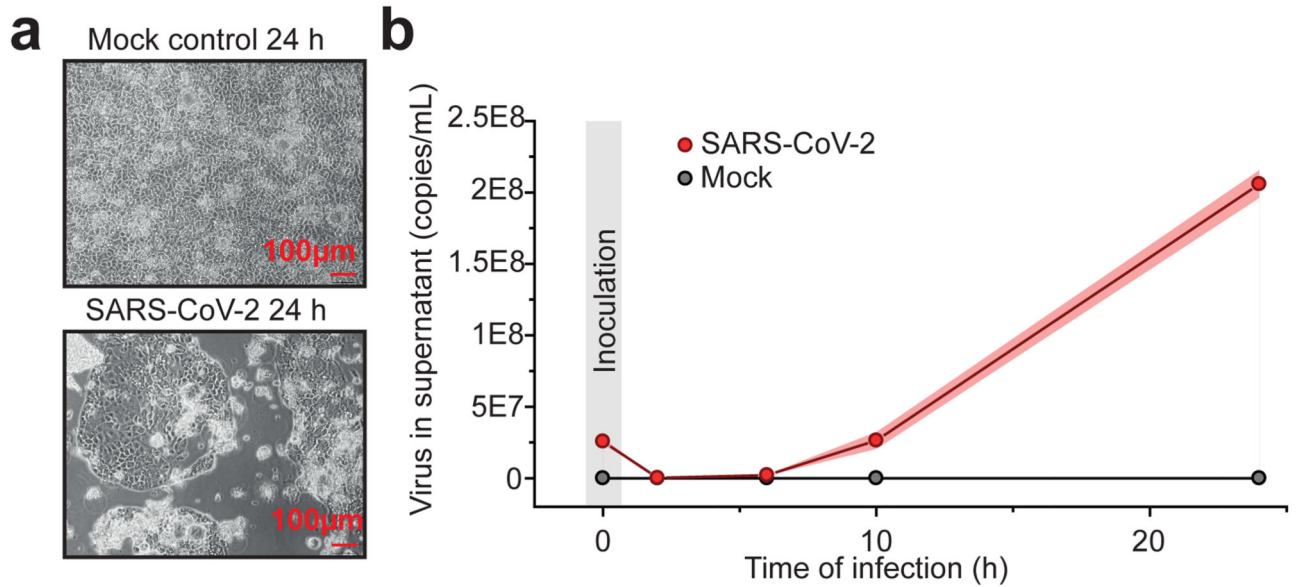 a
Mock control 24 h
100µm
SARS-CoV-2 24 h
100µm
b
Virus in supernatant (copies/mL)
2.5E8
2E8
1.5E8
1E8
5E7
0
Inoculation
SARS-CoV-2
Mock
0 10 20
Time of infection (h)